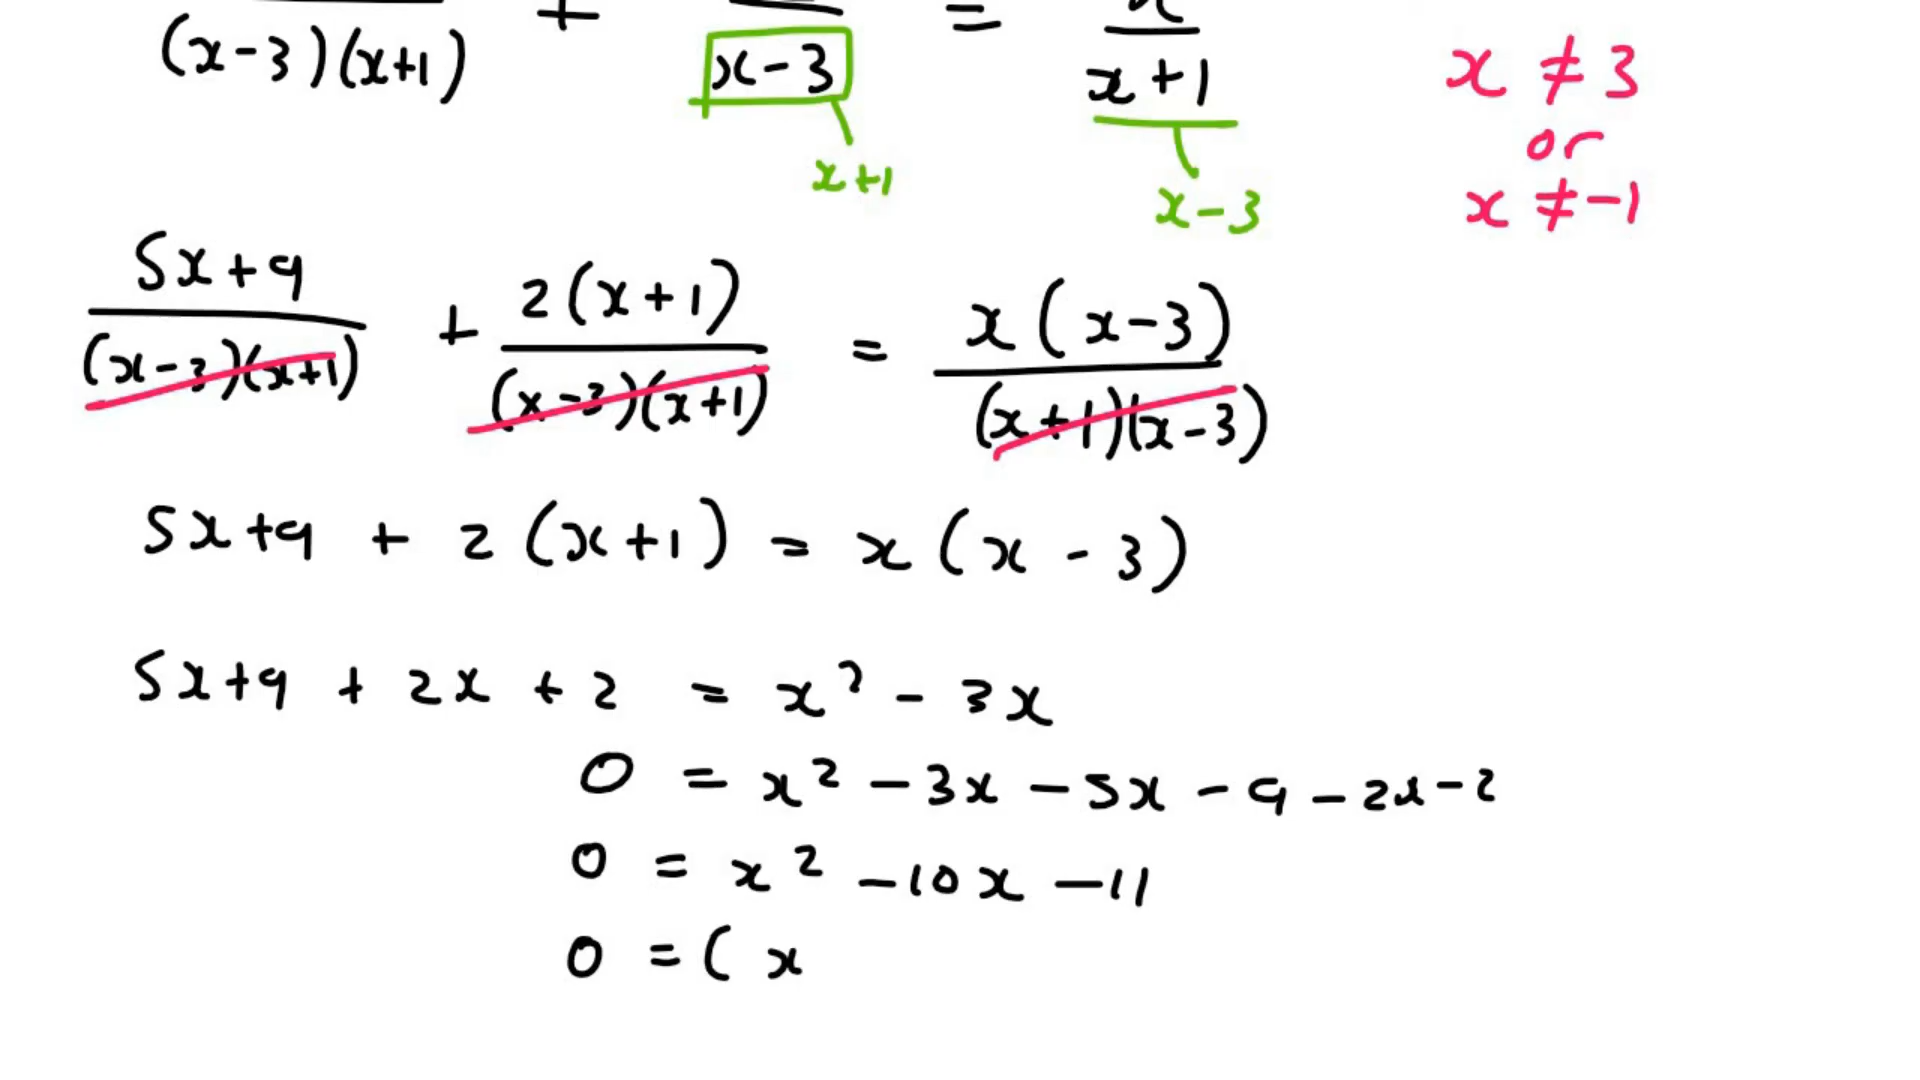 (x-3)(x+1) + x-3 = x/x+1 x ≠ 3
or
x+1 x-3 x ≠ -1
5x+9/(x-3)(x+1) + 2(x+1)/(x-3)(x+1) = x(x-3)/(x+1)(x-3)
5x+9 + 2(x+1) = x(x-3)
5x+9 + 2x + 2 = x² - 3x
0 = x² - 3x - 5x - 9 - 2x - 2
0 = x² - 10x - 11
0 = (x